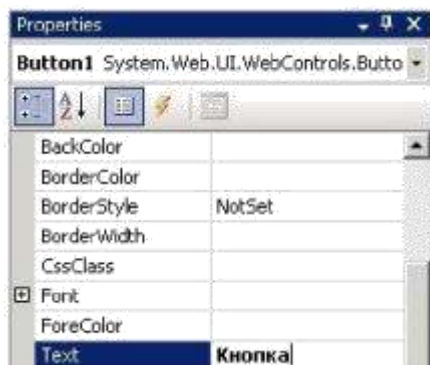 Properties
Button1 System.Web.UI.WebControls.Butto
A
Z
BackColor
BorderColor
BorderStyle NotSet
BorderWidth
CssClass
Font
ForeColor
Text Кнопка